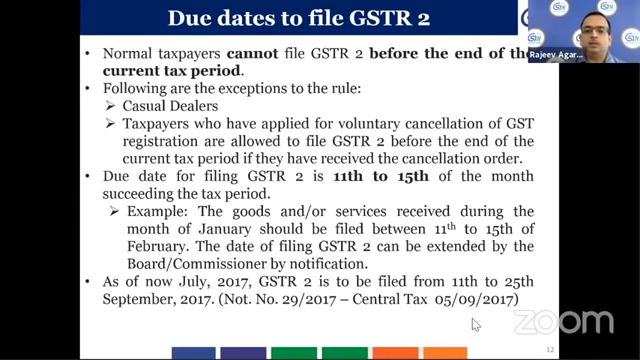 Due dates to file GSTR 2
• Normal taxpayers cannot file GSTR 2 before the end of the
current tax period.
• Following are the exceptions to the rule:
➢ Casual Dealers
➢ Taxpayers who have applied for voluntary cancellation of GST
registration are allowed to file GSTR 2 before the end of the
current tax period if they have received the cancellation order.
• Due date for filing GSTR 2 is 11th to 15th of the month
succeeding the tax period.
➢ Example: The goods and/or services received during the
month of January should be filed between 11th to 15th of
February. The date of filing GSTR 2 can be extended by the
Board/Commissioner by notification.
• As of now July, 2017, GSTR 2 is to be filed from 11th to 25th
September, 2017. (Not. No. 29/2017 – Central Tax 05/09/2017)
Rajeev Agar...
zoom
12